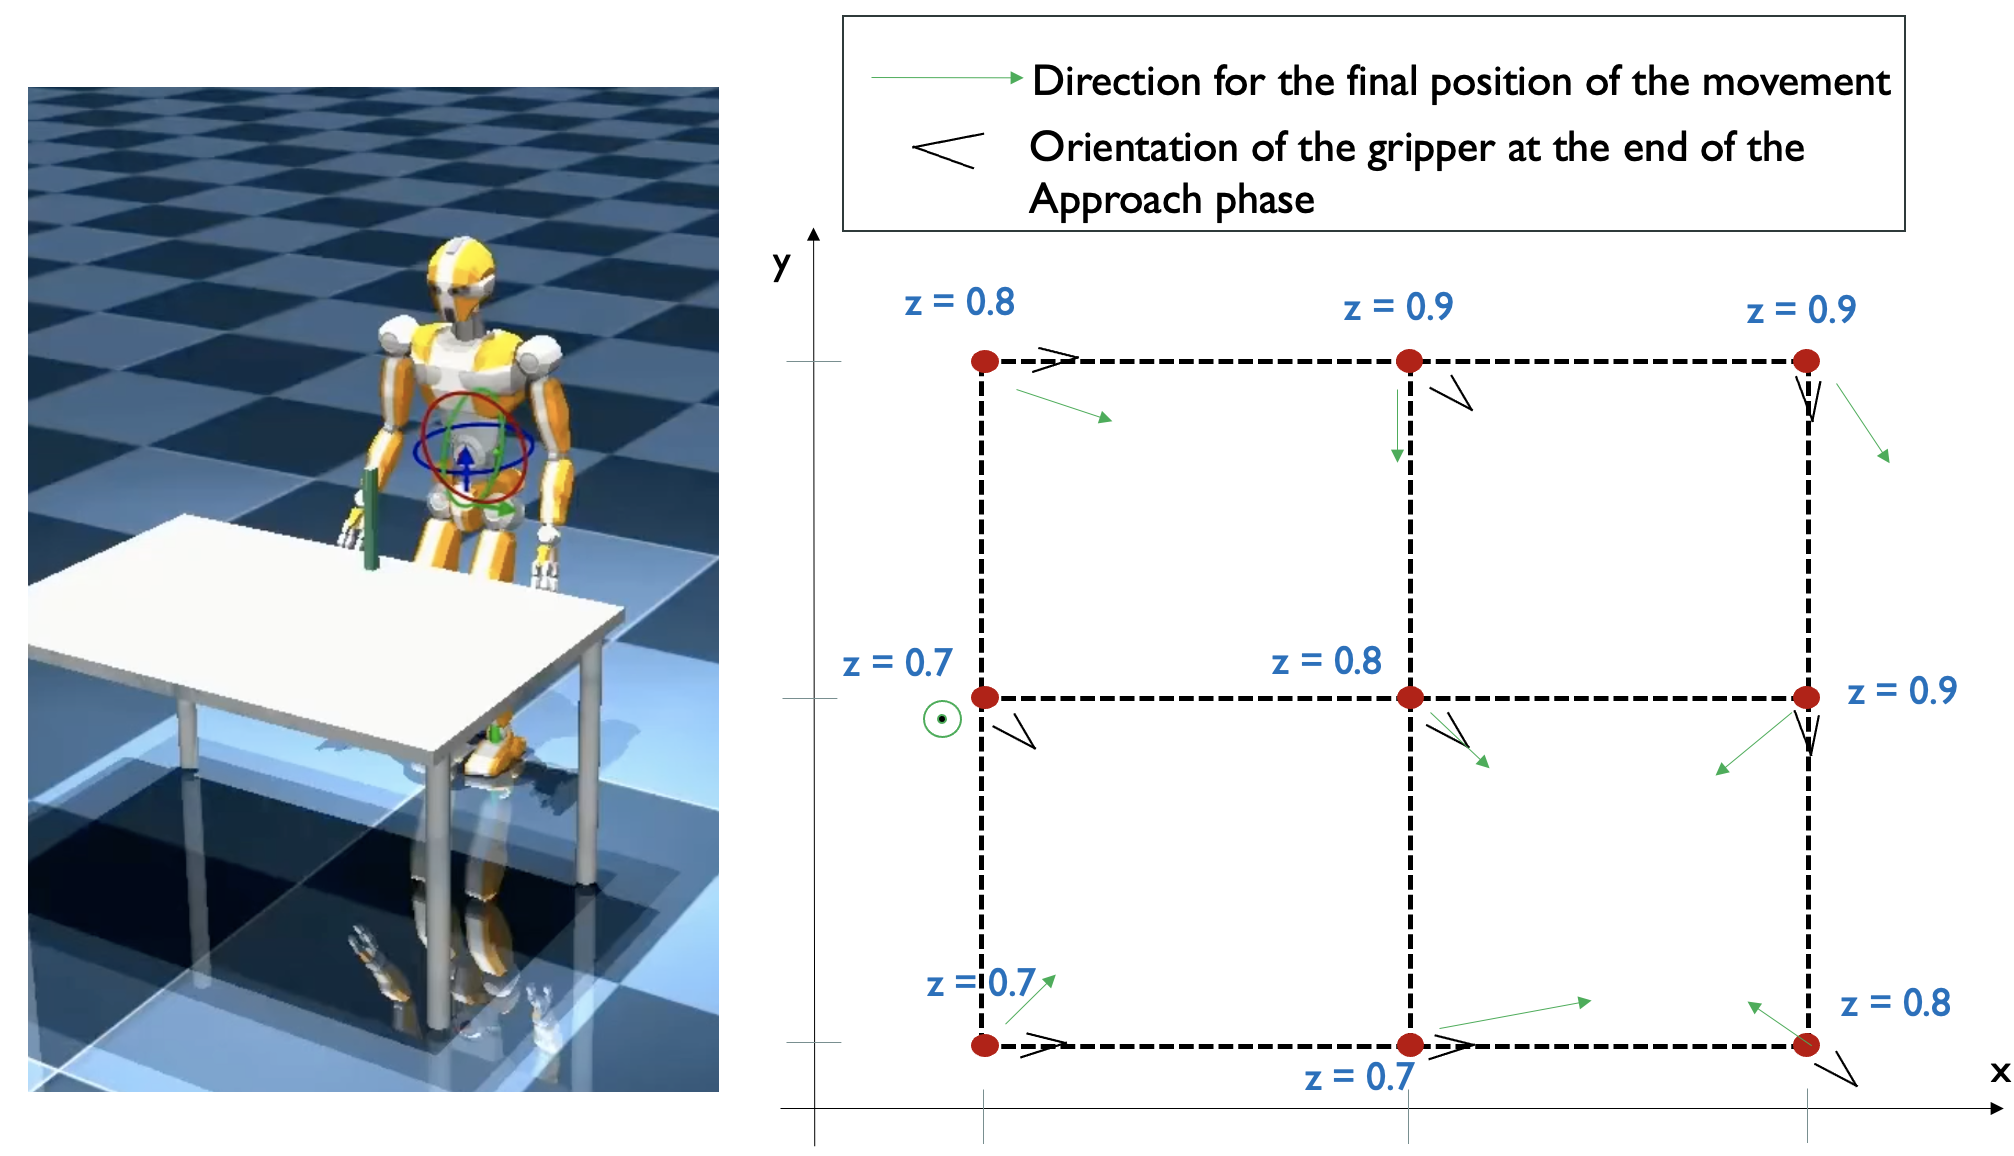 Direction for the final position of the movement
Orientation of the gripper at the end of the
Approach phase
y
z = 0.8
z = 0.9
z = 0.9
z = 0.7
z = 0.8
z = 0.9
z = 0.7
z = 0.8
z = 0.7
x